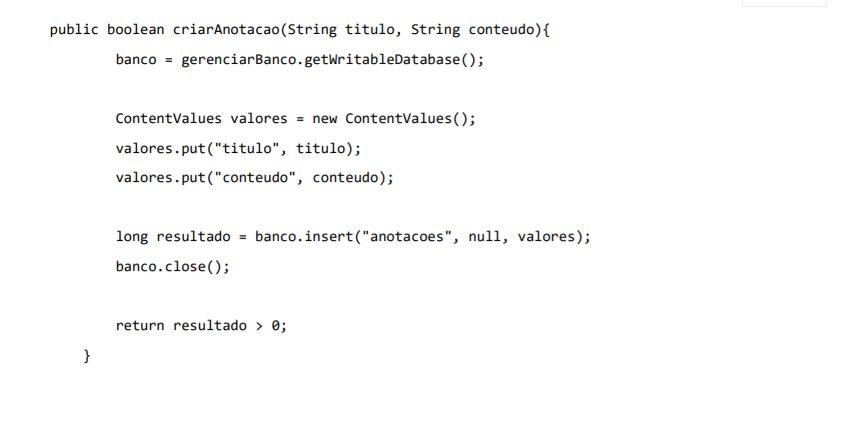 public boolean criarAnotacao(String titulo, String conteudo){
banco = gerenciarBanco.getWritableDatabase();
ContentValues valores = new ContentValues();
valores.put("titulo", titulo);
valores.put("conteudo", conteudo);
long resultado = banco.insert("anotacoes", null, valores);
banco.close();
return resultado > 0;
}